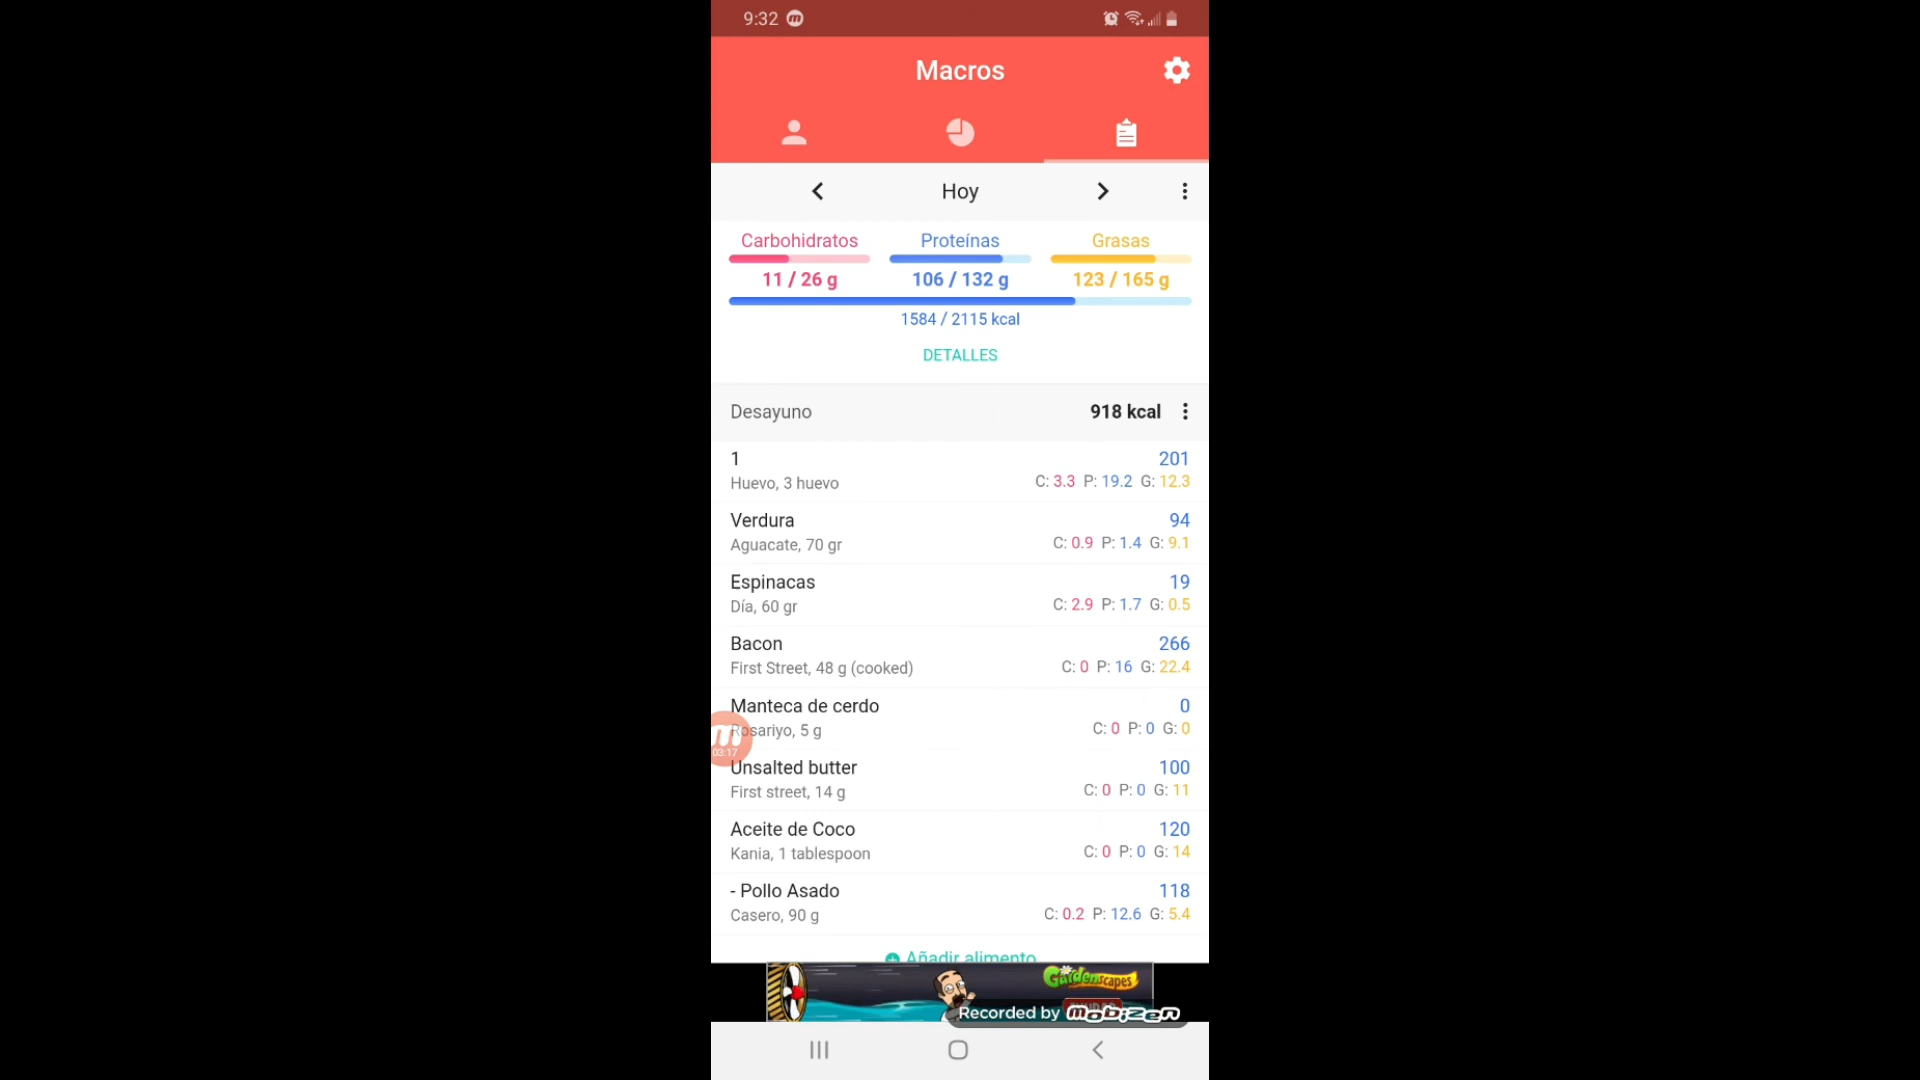 9:32
Macros
Hoy
Carbohidratos Proteínas Grasas
11 / 26 g 106 / 132 g 123 / 165 g
1584 / 2115 kcal
DETALLES
Desayuno 918 kcal
1 201
Huevo, 3 huevo C: 3.3 P: 19.2 G: 12.3
Verdura 94
Aguacate, 70 gr C: 0.9 P: 1.4 G: 9.1
Espinacas 19
Día, 60 gr C: 2.9 P: 1.7 G: 0.5
Bacon 266
First Street, 48 g (cooked) C: 0 P: 16 G: 22.4
Manteca de cerdo 0
Rosariyo, 5 g C: 0 P: 0 G: 0
03:17
Unsalted butter 100
First street, 14 g C: 0 P: 0 G: 11
Aceite de Coco 120
Kania, 1 tablespoon C: 0 P: 0 G: 14
- Pollo Asado 118
Casero, 90 g C: 0.2 P: 12.6 G: 5.4
Añadir alimento
Gardenscapes
Recorded by mobizen